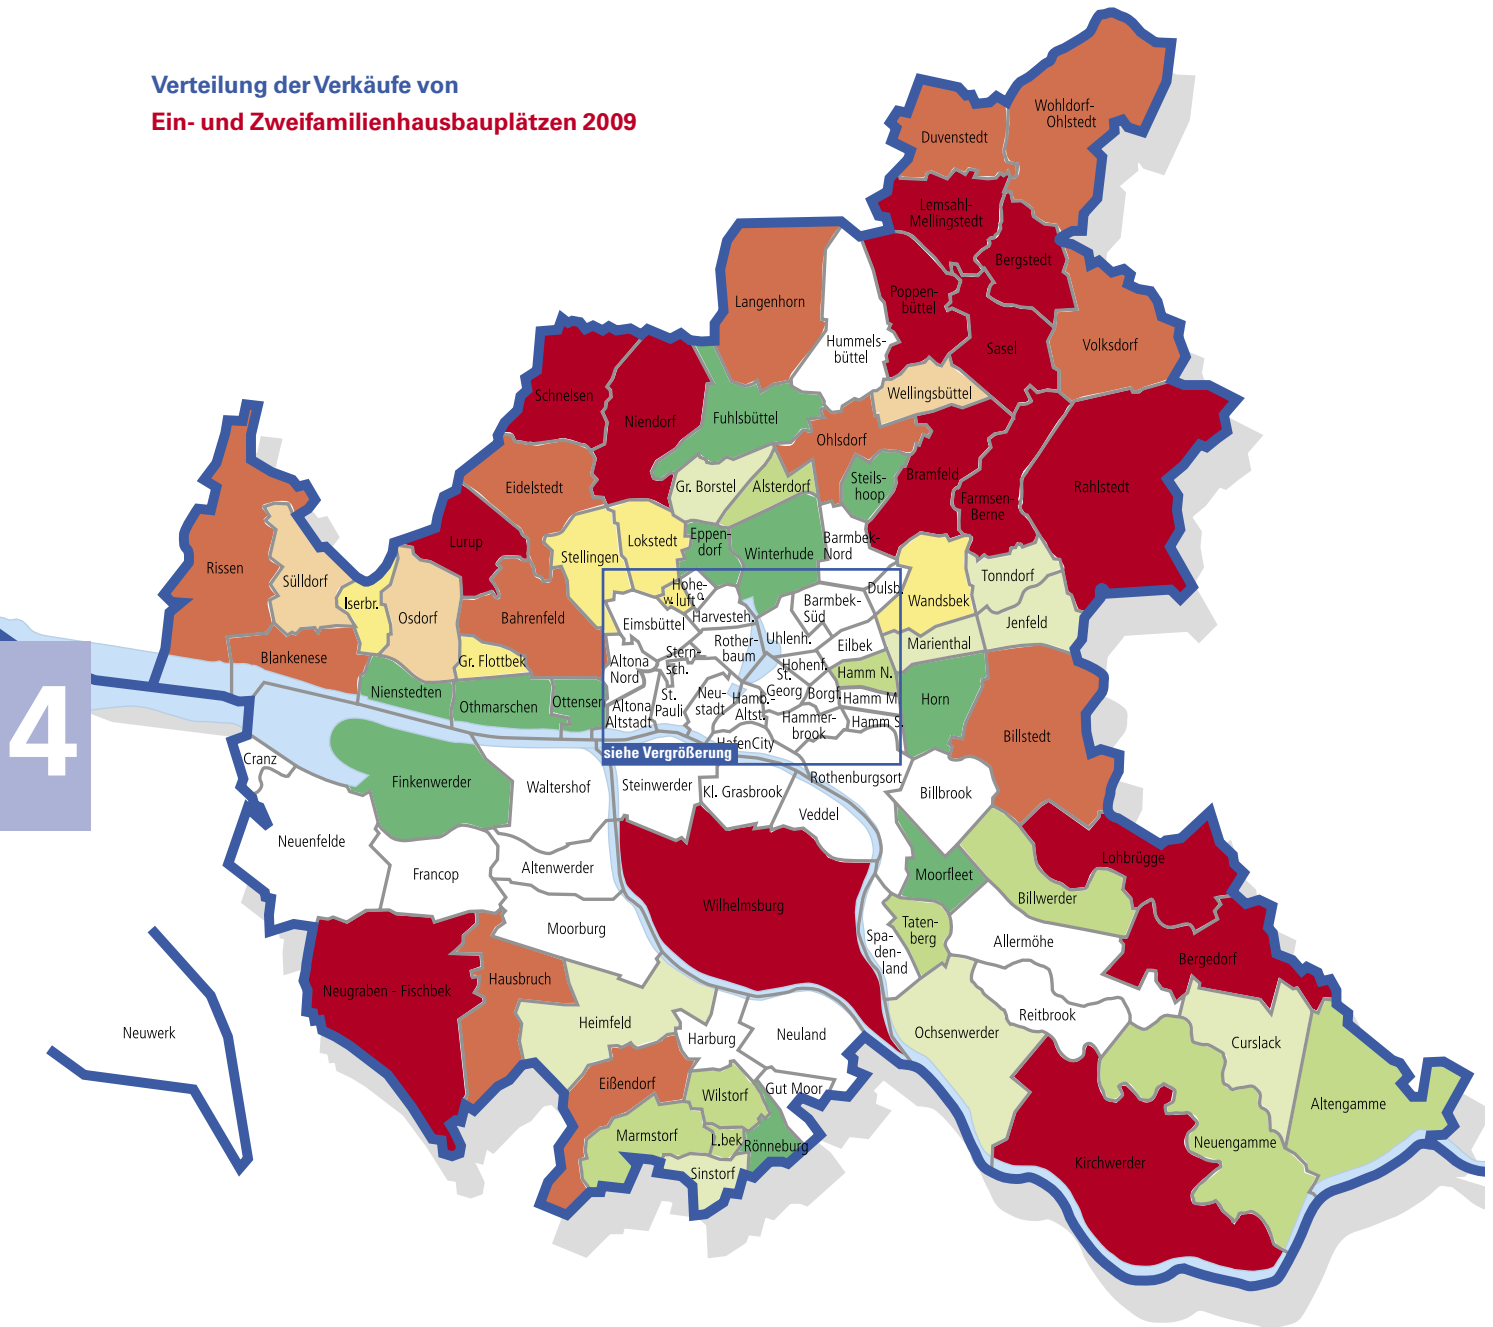 Verteilung der Verkäufe von
Ein- und Zweifamilienhausbauplätzen 2009
4
Wohldorf-
Ohlstedt
Duvenstedt
Lemsahl-
Mellingstedt
Bergstedt
Poppen-
büttel
Langenhorn
Hummels-
büttel
Sasel
Volksdorf
Schnelsen
Niendorf
Fuhlsbüttel
Wellingsbüttel
Ohlsdorf
Eidelstedt
Gr. Borstel
Alsterdorf
Steils-
hoop
Bramfeld
Farmsen-
Berne
Rahlstedt
Lurup
Stellingen
Lokstedt
Eppen-
dorf
Winterhude
Barmbek-
Nord
Rissen
Sülldorf
Iserbr.
Osdorf
Bahrenfeld
Hohe-
w.luft o.
Dulsb.
Wandsbek
Tonndorf
Jenfeld
Eimsbüttel
Harvesteh.
Barmbek-
Süd
Marienthal
Blankenese
Gr. Flottbek
Altona
Nord
Stern-
sch.
Rother-
baum
Uhlenh.
Eilbek
Hohenf.
Hamm N.
Nienstedten
Othmarschen
Ottensen
Altona
Altstadt
St.
Pauli
Neu-
stadt
Hamb.-
Altst.
St.
Georg
Borgf.
Hamm M.
Hammer-
brook
Hamm S.
Horn
Billstedt
HafenCity
siehe Vergrößerung
Cranz
Finkenwerder
Waltershof
Steinwerder
Kl. Grasbrook
Veddel
Rothenburgsort
Billbrook
Neuenfelde
Francop
Altenwerder
Moorfleet
Lohbrügge
Billwerder
Moorburg
Wilhelmsburg
Spa-
den-
land
Taten-
berg
Allermöhe
Bergedorf
Neugraben - Fischbek
Hausbruch
Heimfeld
Harburg
Neuland
Ochsenwerder
Reitbrook
Curslack
Neuwerk
Eißendorf
Wilstorf
Gut Moor
Altengamme
Marmstorf
L.bek
Rönneburg
Sinstorf
Neuengamme
Kirchwerder